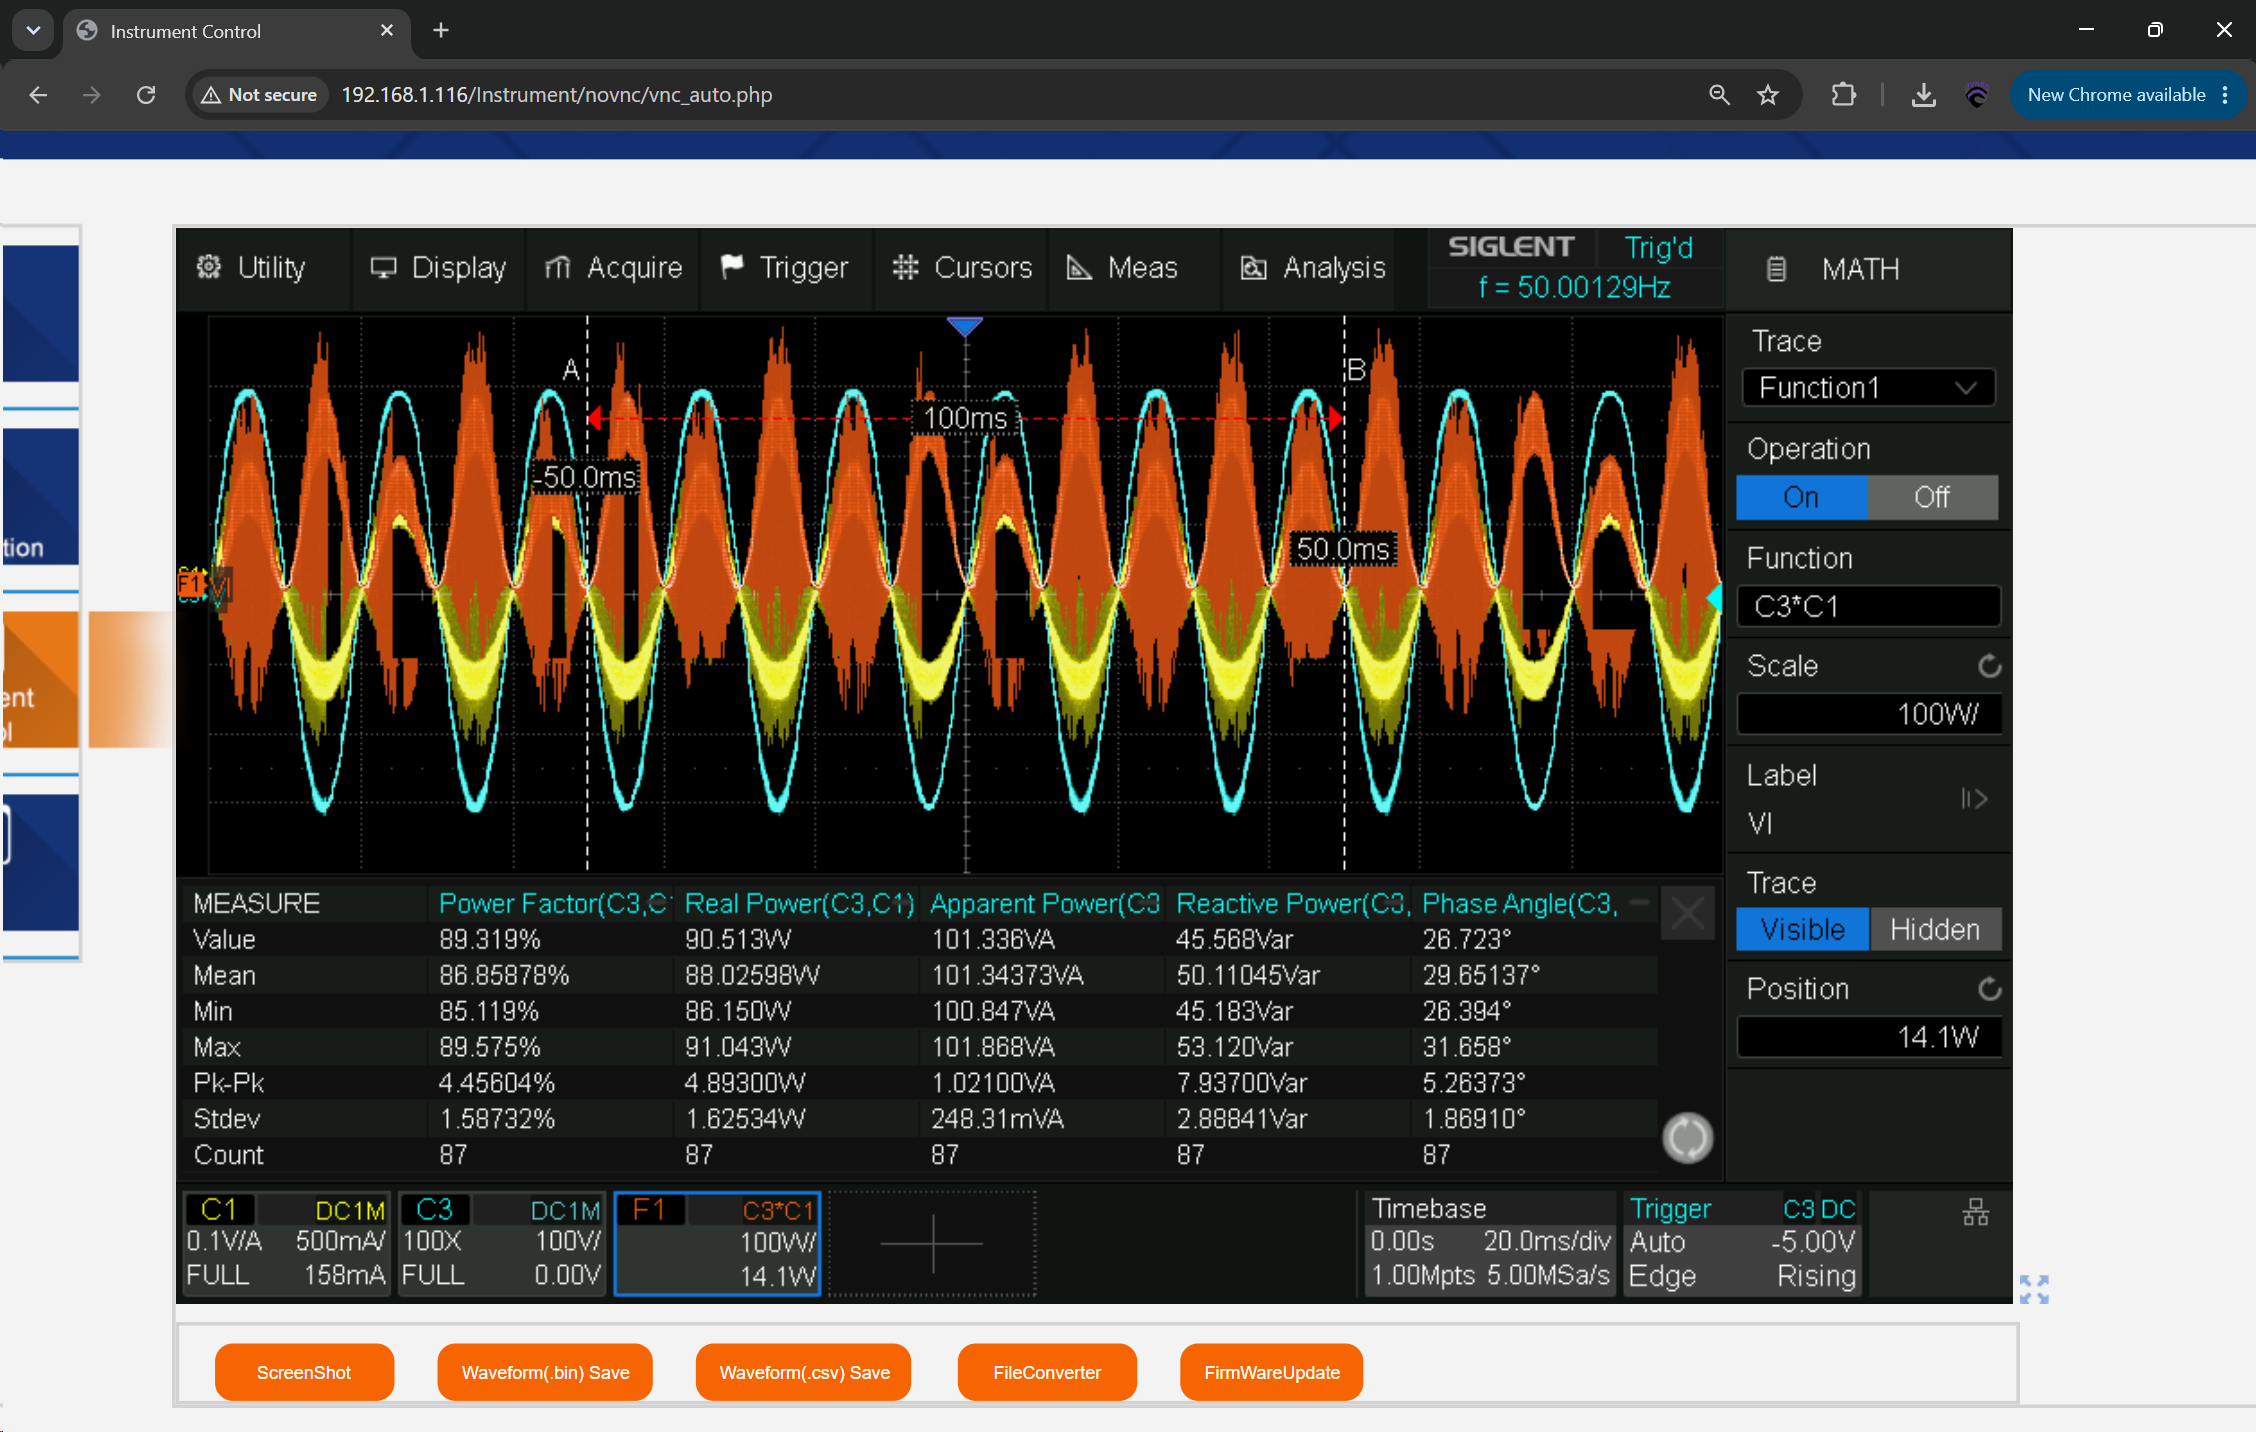 Instrument Control
Not secure
192.168.1.116/Instrument/novnc/vnc_auto.php
New Chrome available
tion
ent
ol
Utility
Display
Acquire
Trigger
Cursors
Meas
Analysis
SIGLENT
Trig'd
f = 50.00129Hz
MATH
A
B
100ms
-50.0ms
50.0ms
F1
VI
Trace
Function1
Operation
On Off
Function
C3*C1
Scale
100W/
Label
VI
Trace
Visible Hidden
Position
14.1W
MEASURE Power Factor(C3,C Real Power(C3,C1) Apparent Power(C3 Reactive Power(C3, Phase Angle(C3,
Value 89.319% 90.513W 101.336VA 45.568Var 26.723°
Mean 86.85878% 88.02598W 101.34373VA 50.11045Var 29.65137°
Min 85.119% 86.150W 100.847VA 45.183Var 26.394°
Max 89.575% 91.043W 101.868VA 53.120Var 31.658°
Pk-Pk 4.45604% 4.89300W 1.02100VA 7.93700Var 5.26373°
Stdev 1.58732% 1.62534W 248.31mVA 2.88841Var 1.86910°
Count 87 87 87 87 87
C1 DC1M
0.1V/A 500mA/
FULL 158mA
C3 DC1M
100X 100V/
FULL 0.00V
F1 C3*C1
100W/
14.1W
Timebase
0.00s 20.0ms/div
1.00Mpts 5.00MSa/s
Trigger C3 DC
Auto -5.00V
Edge Rising
ScreenShot
Waveform(.bin) Save
Waveform(.csv) Save
FileConverter
FirmWareUpdate